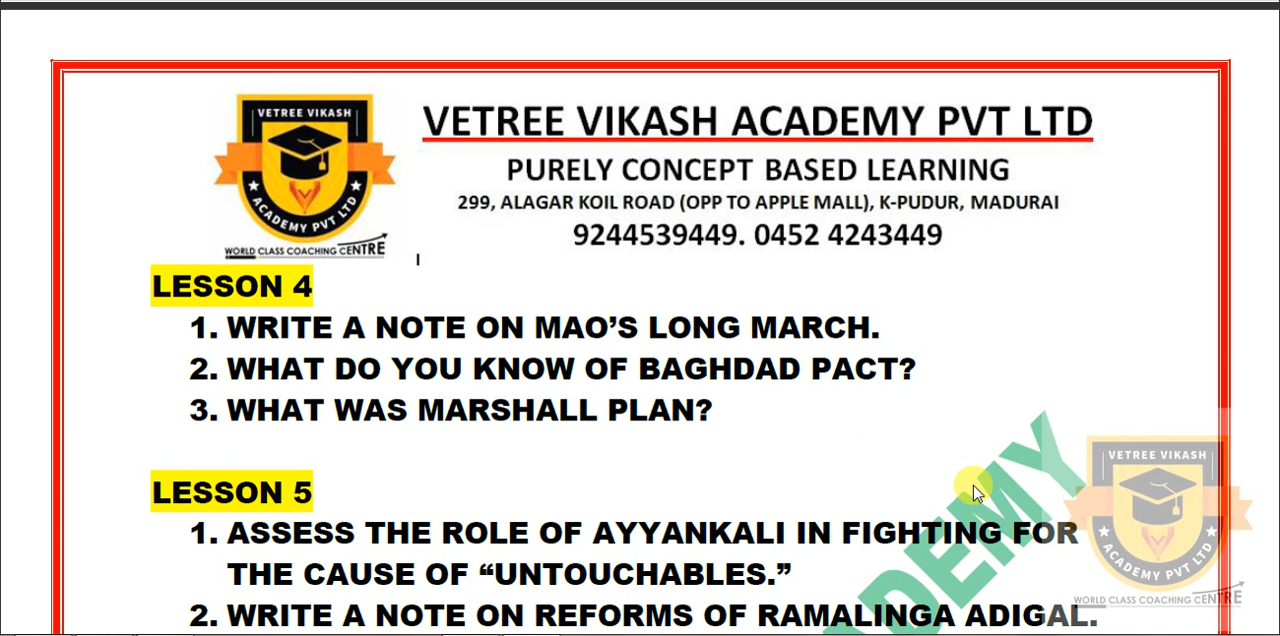 VETREE VIKASH
ACADEMY PVT LTD
WORLD CLASS COACHING CENTRE
VETREE VIKASH ACADEMY PVT LTD
PURELY CONCEPT BASED LEARNING
299, ALAGAR KOIL ROAD (OPP TO APPLE MALL), K-PUDUR, MADURAI
9244539449. 0452 4243449
LESSON 4
1. WRITE A NOTE ON MAO’S LONG MARCH.
2. WHAT DO YOU KNOW OF BAGHDAD PACT?
3. WHAT WAS MARSHALL PLAN?
LESSON 5
1. ASSESS THE ROLE OF AYYANKALI IN FIGHTING FOR
THE CAUSE OF “UNTOUCHABLES.”
2. WRITE A NOTE ON REFORMS OF RAMALINGA ADIGAL.
VETREE VIKASH
ACADEMY PVT LTD
WORLD CLASS COACHING CENTRE